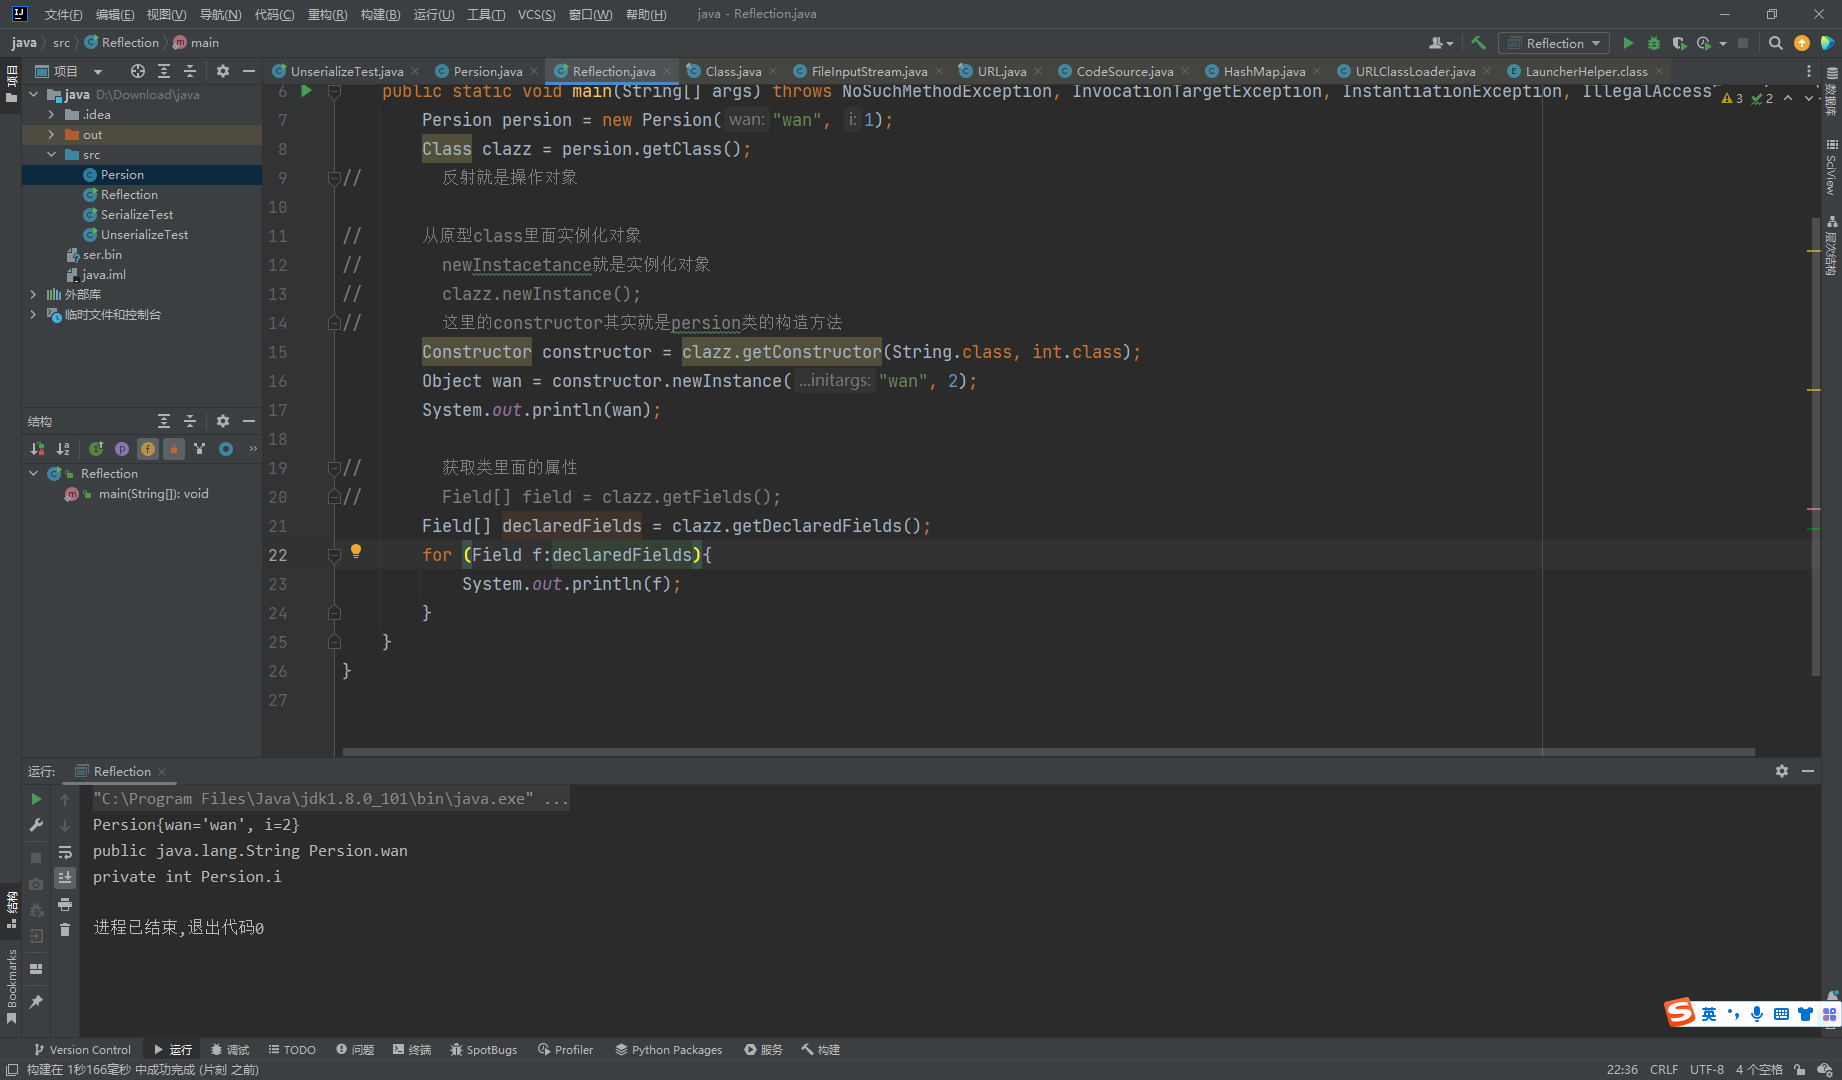 文件(F) 编辑(E) 视图(V) 导航(N) 代码(C) 重构(R) 构建(B) 运行(U) 工具(T) VCS(S) 窗口(W) 帮助(H) java - Reflection.java
java src Reflection main Reflection
项目
UnserializeTest.java Persion.java Reflection.java Class.java FileInputStream.java URL.java CodeSource.java HashMap.java URLClassLoader.java LauncherHelper.class
java D:\Download\java
.idea
out
src
Persion
Reflection
SerializeTest
UnserializeTest
ser.bin
java.iml
外部库
临时文件和控制台
结构
Reflection
main(String[]): void
6 public static void main(String[] args) throws NoSuchMethodException, InvocationTargetException, InstantiationException, IllegalAccess
3 2
7 Persion persion = new Persion( wan: "wan", i: 1);
8 Class clazz = persion.getClass();
9 // 反射就是操作对象
10
11 // 从原型class里面实例化对象
12 // newInstacetance就是实例化对象
13 // clazz.newInstance();
14 // 这里的constructor其实就是persion类的构造方法
15 Constructor constructor = clazz.getConstructor(String.class, int.class);
16 Object wan = constructor.newInstance( ...initargs: "wan", 2);
17 System.out.println(wan);
18
19 // 获取类里面的属性
20 // Field[] field = clazz.getFields();
21 Field[] declaredFields = clazz.getDeclaredFields();
22 for (Field f:declaredFields){
23 System.out.println(f);
24 }
25 }
26 }
27
项目
结构
Bookmarks
数据库
SciView
层次结构
运行: Reflection
"C:\Program Files\Java\jdk1.8.0_101\bin\java.exe" ...
Persion{wan='wan', i=2}
public java.lang.String Persion.wan
private int Persion.i
进程已结束,退出代码0
英
Version Control 运行 调试 TODO 问题 终端 SpotBugs Profiler Python Packages 服务 构建
构建在 1秒166毫秒 中成功完成 (片刻 之前) 22:36 CRLF UTF-8 4 个空格